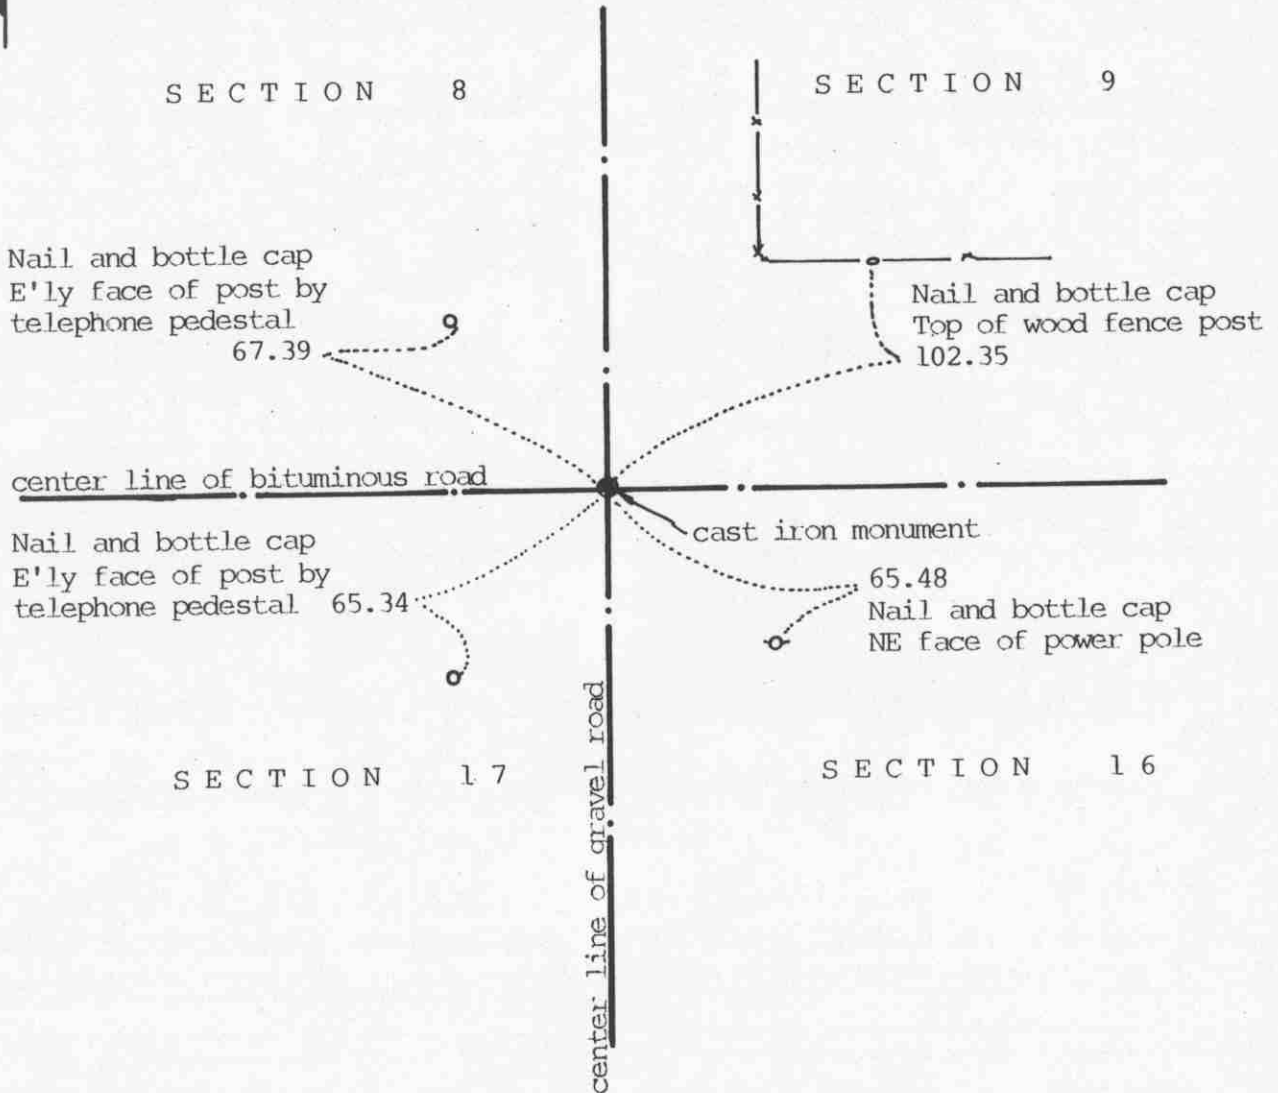 SECTION 8
SECTION 9
Nail and bottle cap
E'ly face of post by
telephone pedestal
67.39
Nail and bottle cap
Top of wood fence post
102.35
center line of bituminous road
cast iron monument
Nail and bottle cap
E'ly face of post by
telephone pedestal 65.34
65.48
Nail and bottle cap
NE face of power pole
SECTION 17
SECTION 16
center line of gravel road